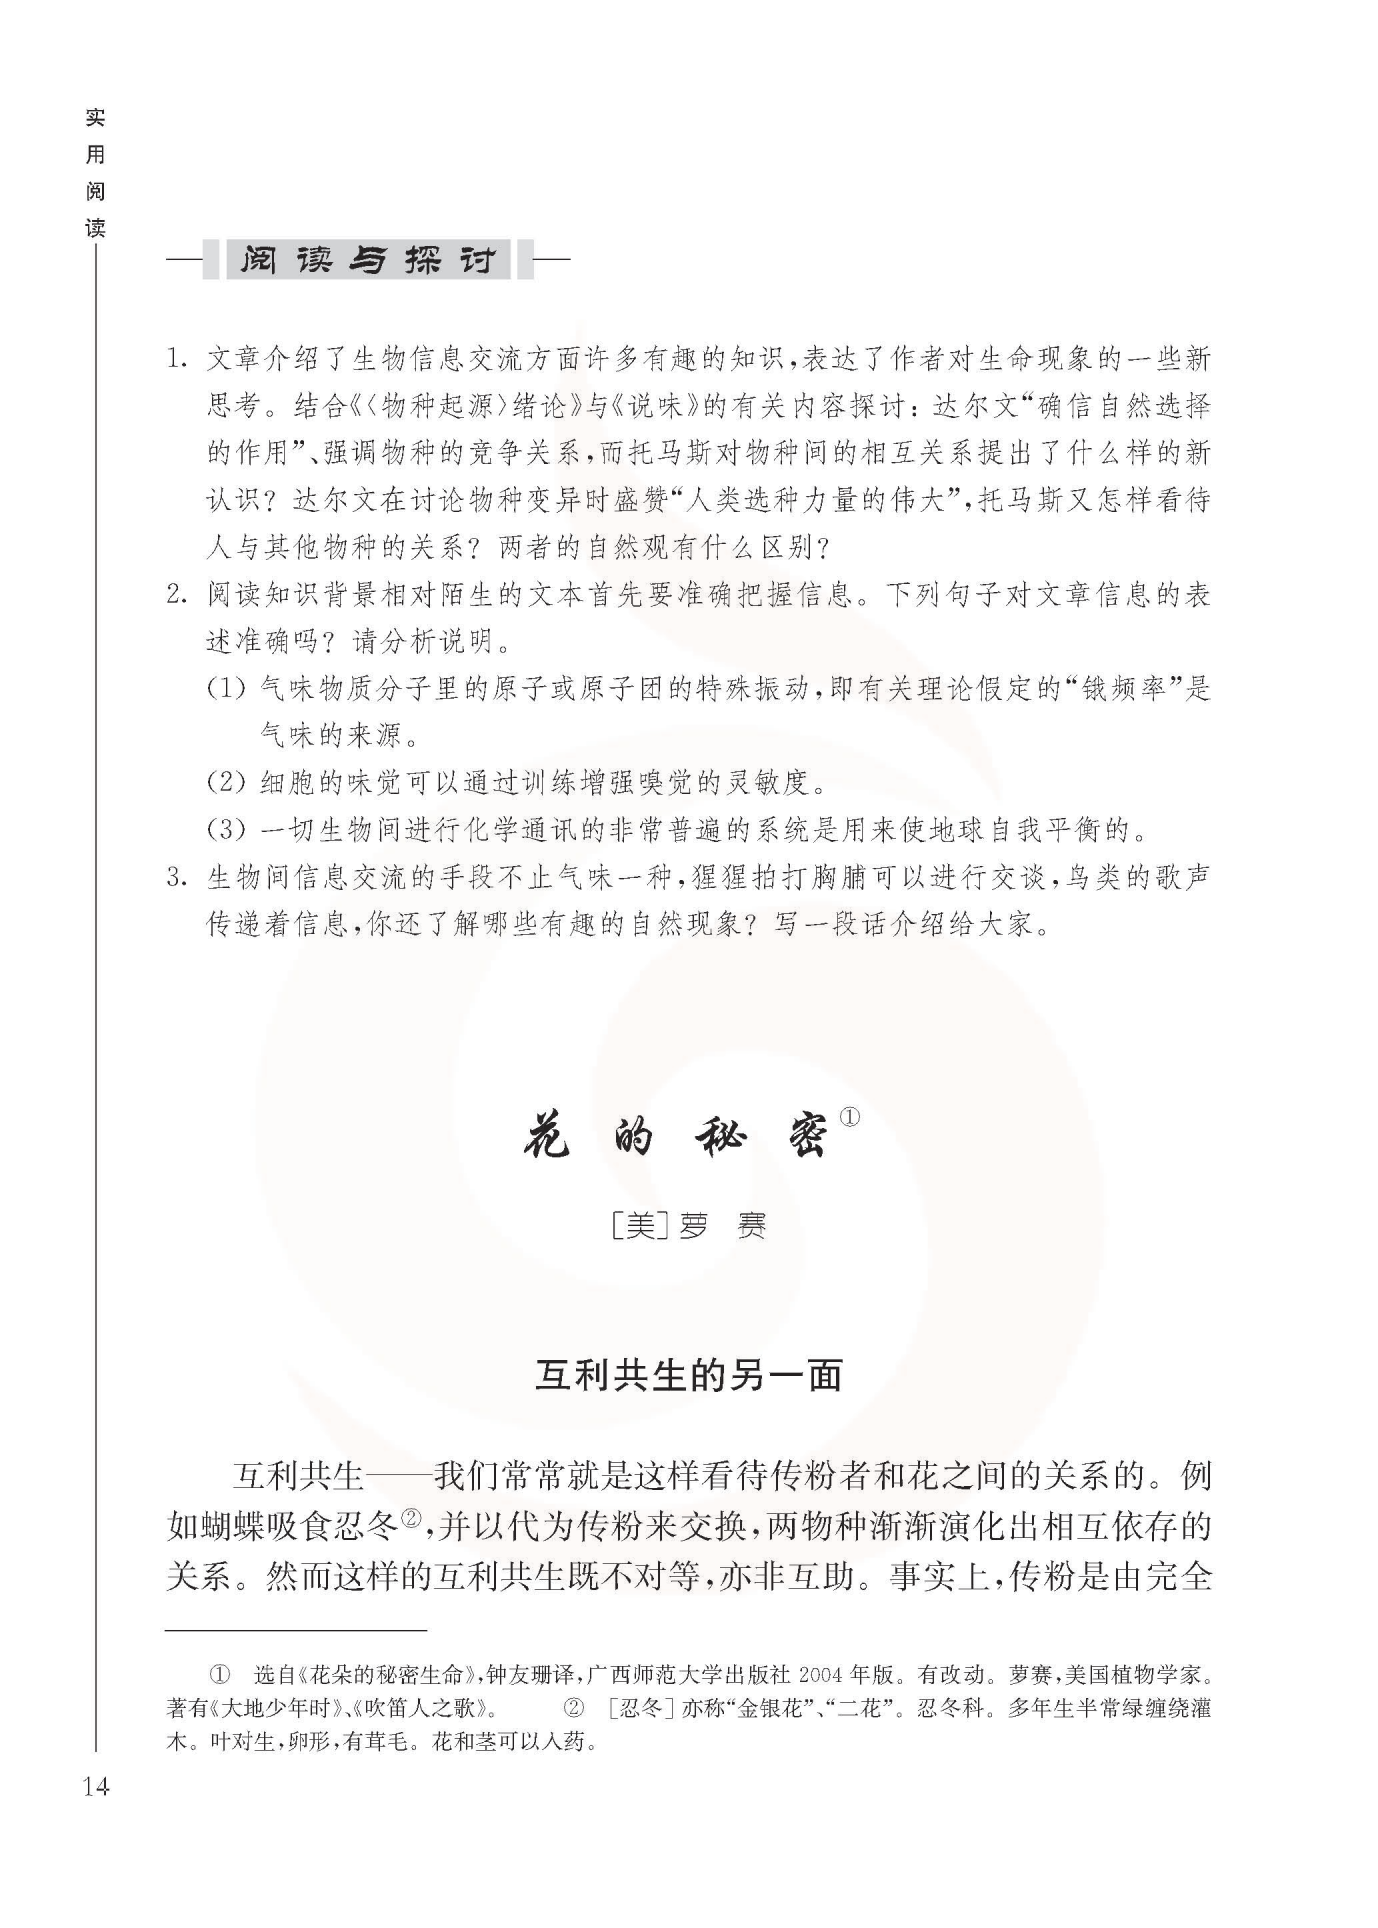 实用阅读
阅读与探讨
1. 文章介绍了生物信息交流方面许多有趣的知识,表达了作者对生命现象的一些新
思考。结合《〈物种起源〉绪论》与《说味》的有关内容探讨：达尔文“确信自然选择
的作用”、强调物种的竞争关系,而托马斯对物种间的相互关系提出了什么样的新
认识？达尔文在讨论物种变异时盛赞“人类选种力量的伟大”,托马斯又怎样看待
人与其他物种的关系？两者的自然观有什么区别？
2. 阅读知识背景相对陌生的文本首先要准确把握信息。下列句子对文章信息的表
述准确吗？请分析说明。
(1) 气味物质分子里的原子或原子团的特殊振动,即有关理论假定的“锇频率”是
气味的来源。
(2) 细胞的味觉可以通过训练增强嗅觉的灵敏度。
(3) 一切生物间进行化学通讯的非常普遍的系统是用来使地球自我平衡的。
3. 生物间信息交流的手段不止气味一种,猩猩拍打胸脯可以进行交谈,鸟类的歌声
传递着信息,你还了解哪些有趣的自然现象？写一段话介绍给大家。
花的秘密①
[美]萝 赛
互利共生的另一面
互利共生——我们常常就是这样看待传粉者和花之间的关系的。例
如蝴蝶吸食忍冬②,并以代为传粉来交换,两物种渐渐演化出相互依存的
关系。然而这样的互利共生既不对等,亦非互助。事实上,传粉是由完全
① 选自《花朵的秘密生命》,钟友珊译,广西师范大学出版社 2004 年版。有改动。萝赛,美国植物学家。
著有《大地少年时》、《吹笛人之歌》。 ② [忍冬] 亦称“金银花”、“二花”。忍冬科。多年生半常绿缠绕灌
木。叶对生,卵形,有茸毛。花和茎可以入药。
14